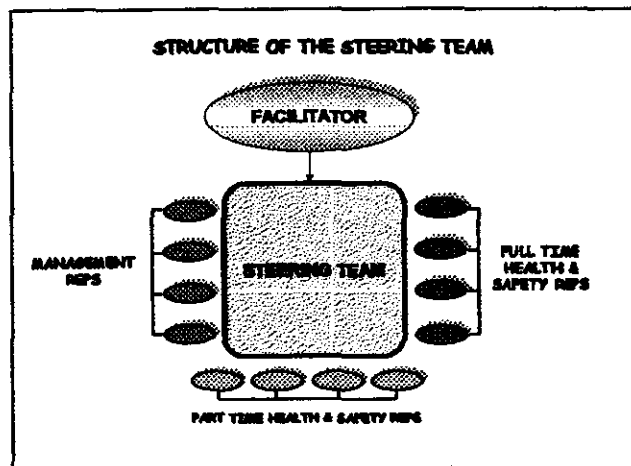 STRUCTURE OF THE STEERING TEAM
FACILITATOR
STEERING TEAM
MANAGEMENT
REPS
FULL TIME
HEALTH &
SAFETY REPS
PART TIME HEALTH & SAFETY REPS